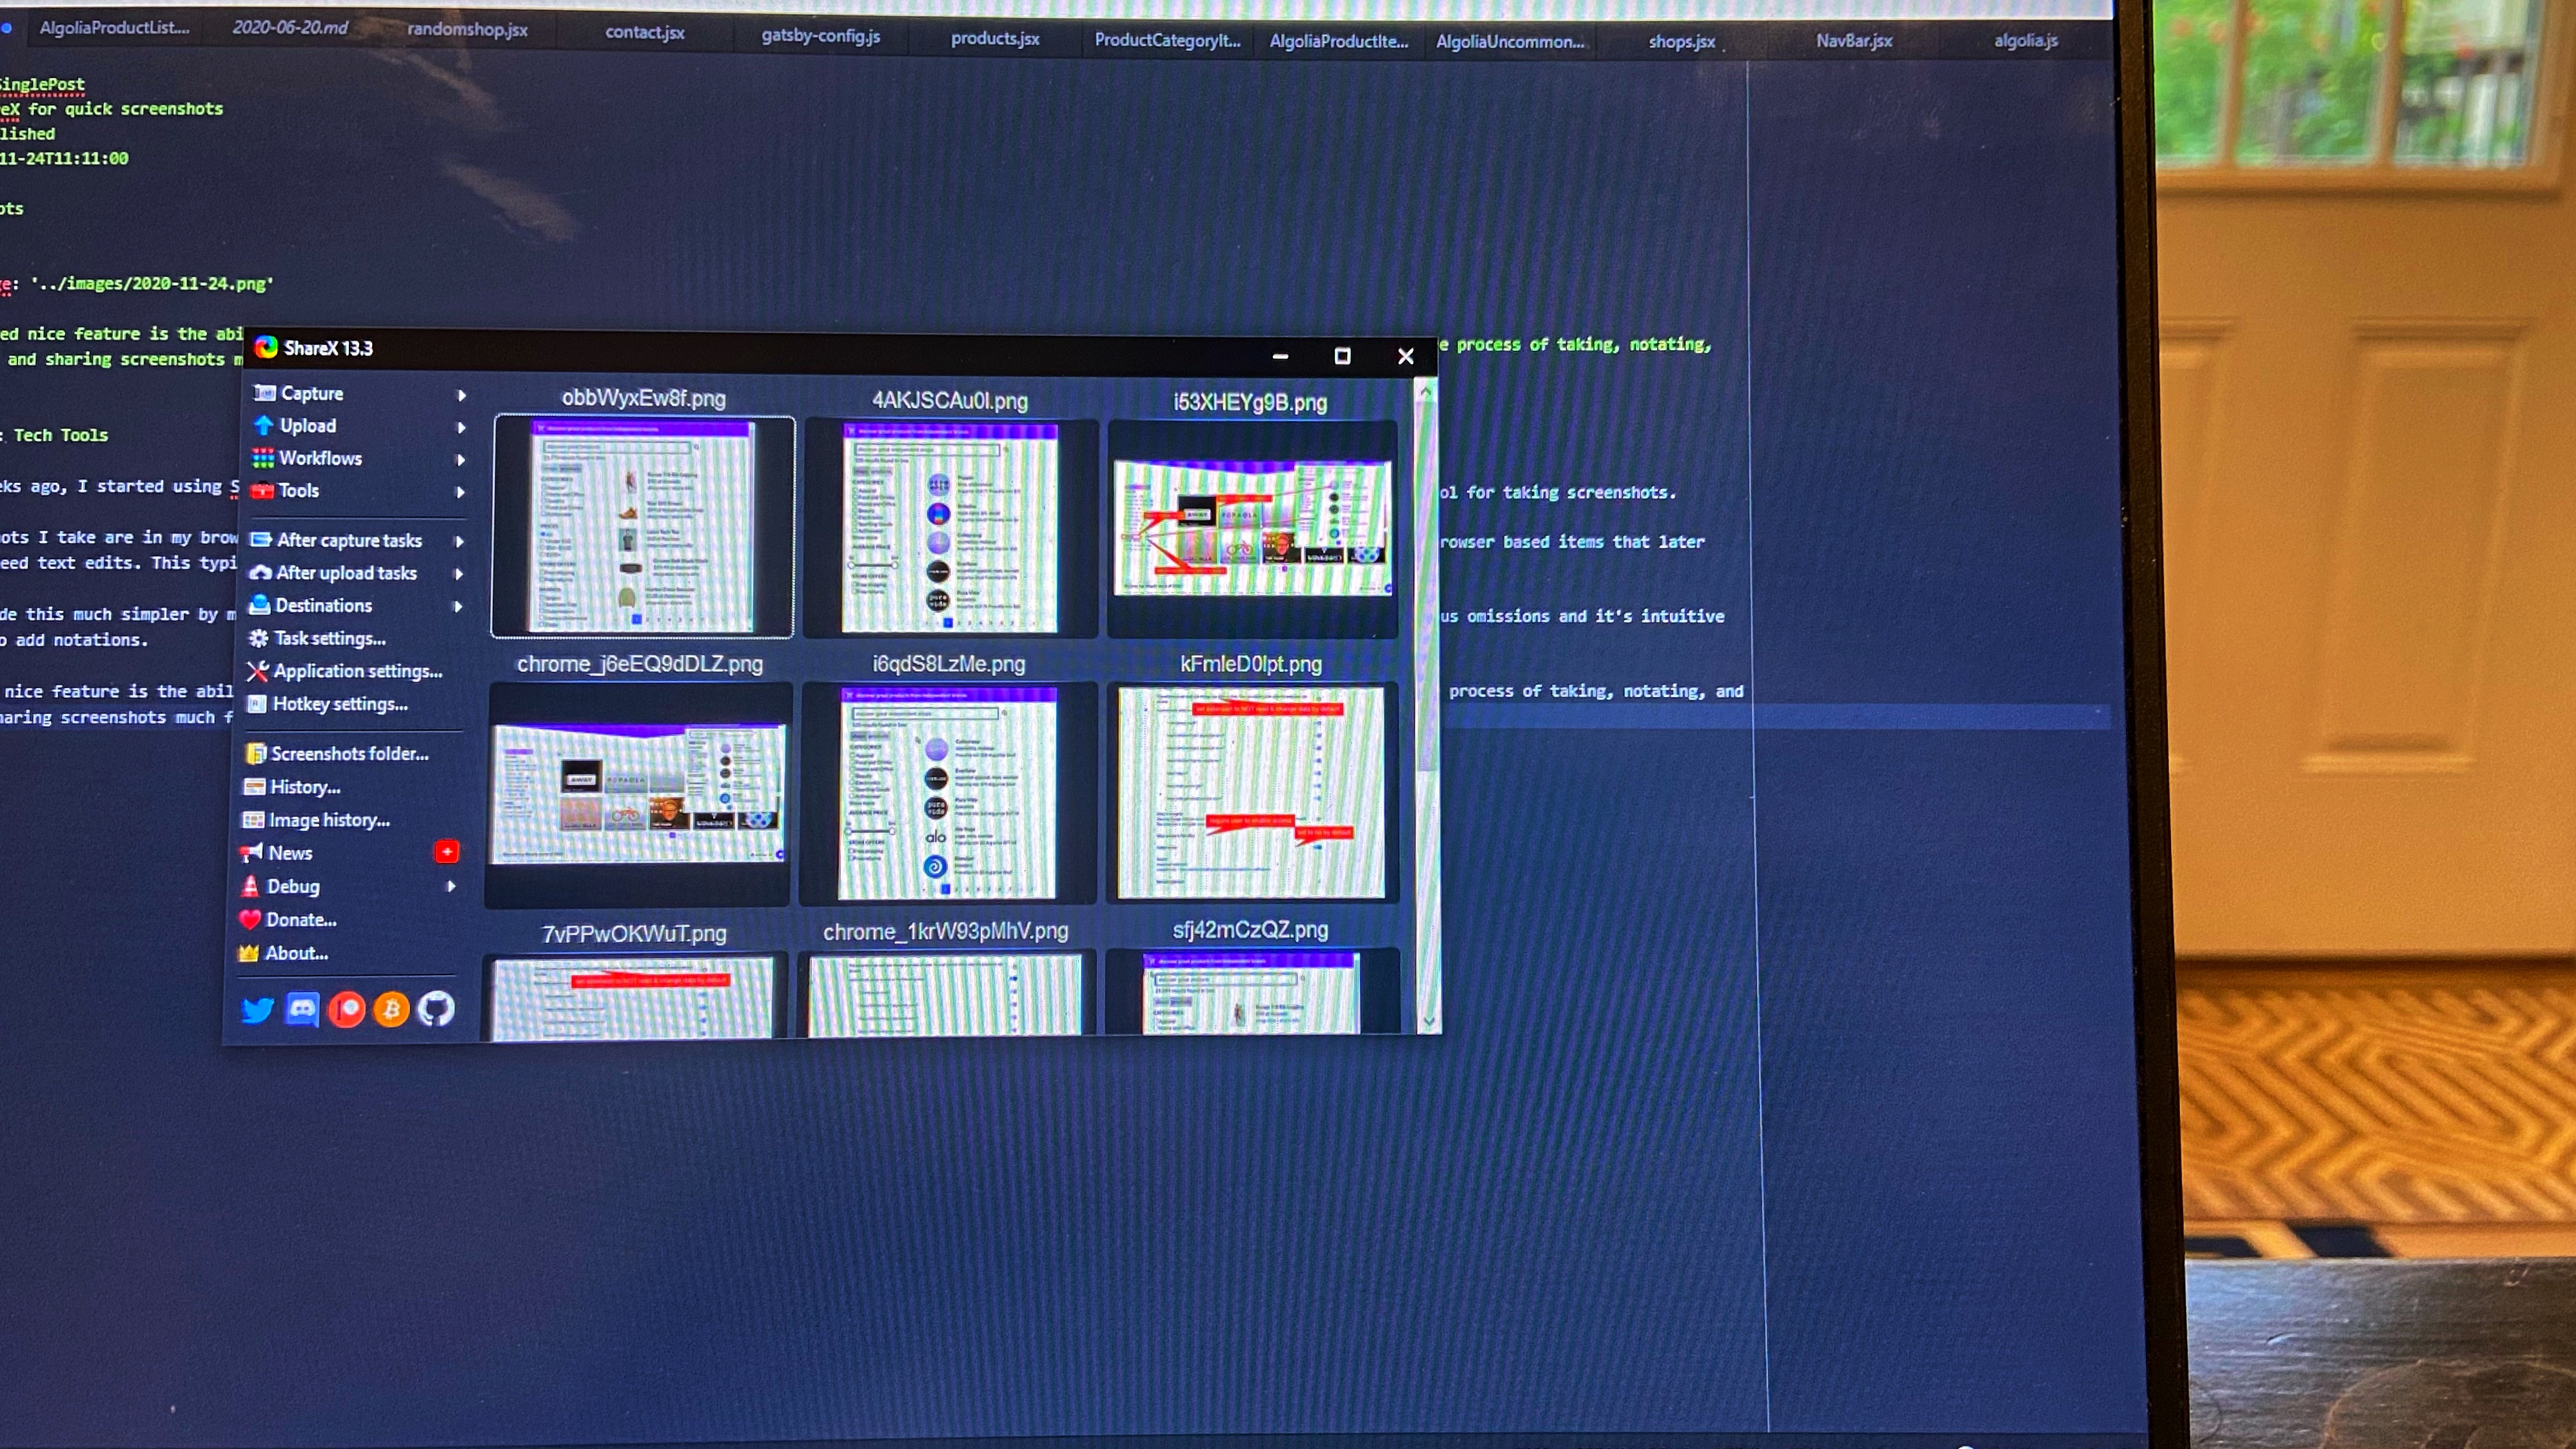 AlgoliaProductList....
2020-06-20.md
randomshop.jsx
contact.jsx
gatsby-config.js
products.jsx
ProductCategoryIt...
AlgoliaProductIte...
AlgoliaUncommon...
shops.jsx
NavBar.jsx
algolia.js
SinglePost
eX for quick screenshots
lished
11-24T11:11:00
ots
ge: '../images/2020-11-24.png'
ed nice feature is the abi
e process of taking, notating,
and sharing screenshots m
: Tech Tools
eks ago, I started using S
ol for taking screenshots.
ots I take are in my brow
rowser based items that later
eed text edits. This typi
de this much simpler by m
us omissions and it's intuitive
o add notations.
nice feature is the abil
process of taking, notating, and
haring screenshots much f
ShareX 13.3
Capture
Upload
Workflows
Tools
After capture tasks
After upload tasks
Destinations
Task settings...
Application settings...
Hotkey settings...
Screenshots folder...
History...
Image history...
News
Debug
Donate...
About...
obbWyxEw8f.png
4AKJSCAu0I.png
i53XHEYg9B.png
chrome_j6eEQ9dDLZ.png
i6qdS8LzMe.png
kFmleD0lpt.png
7vPPwOKWuT.png
chrome_1krW93pMhV.png
sfj42mCzQZ.png
alo